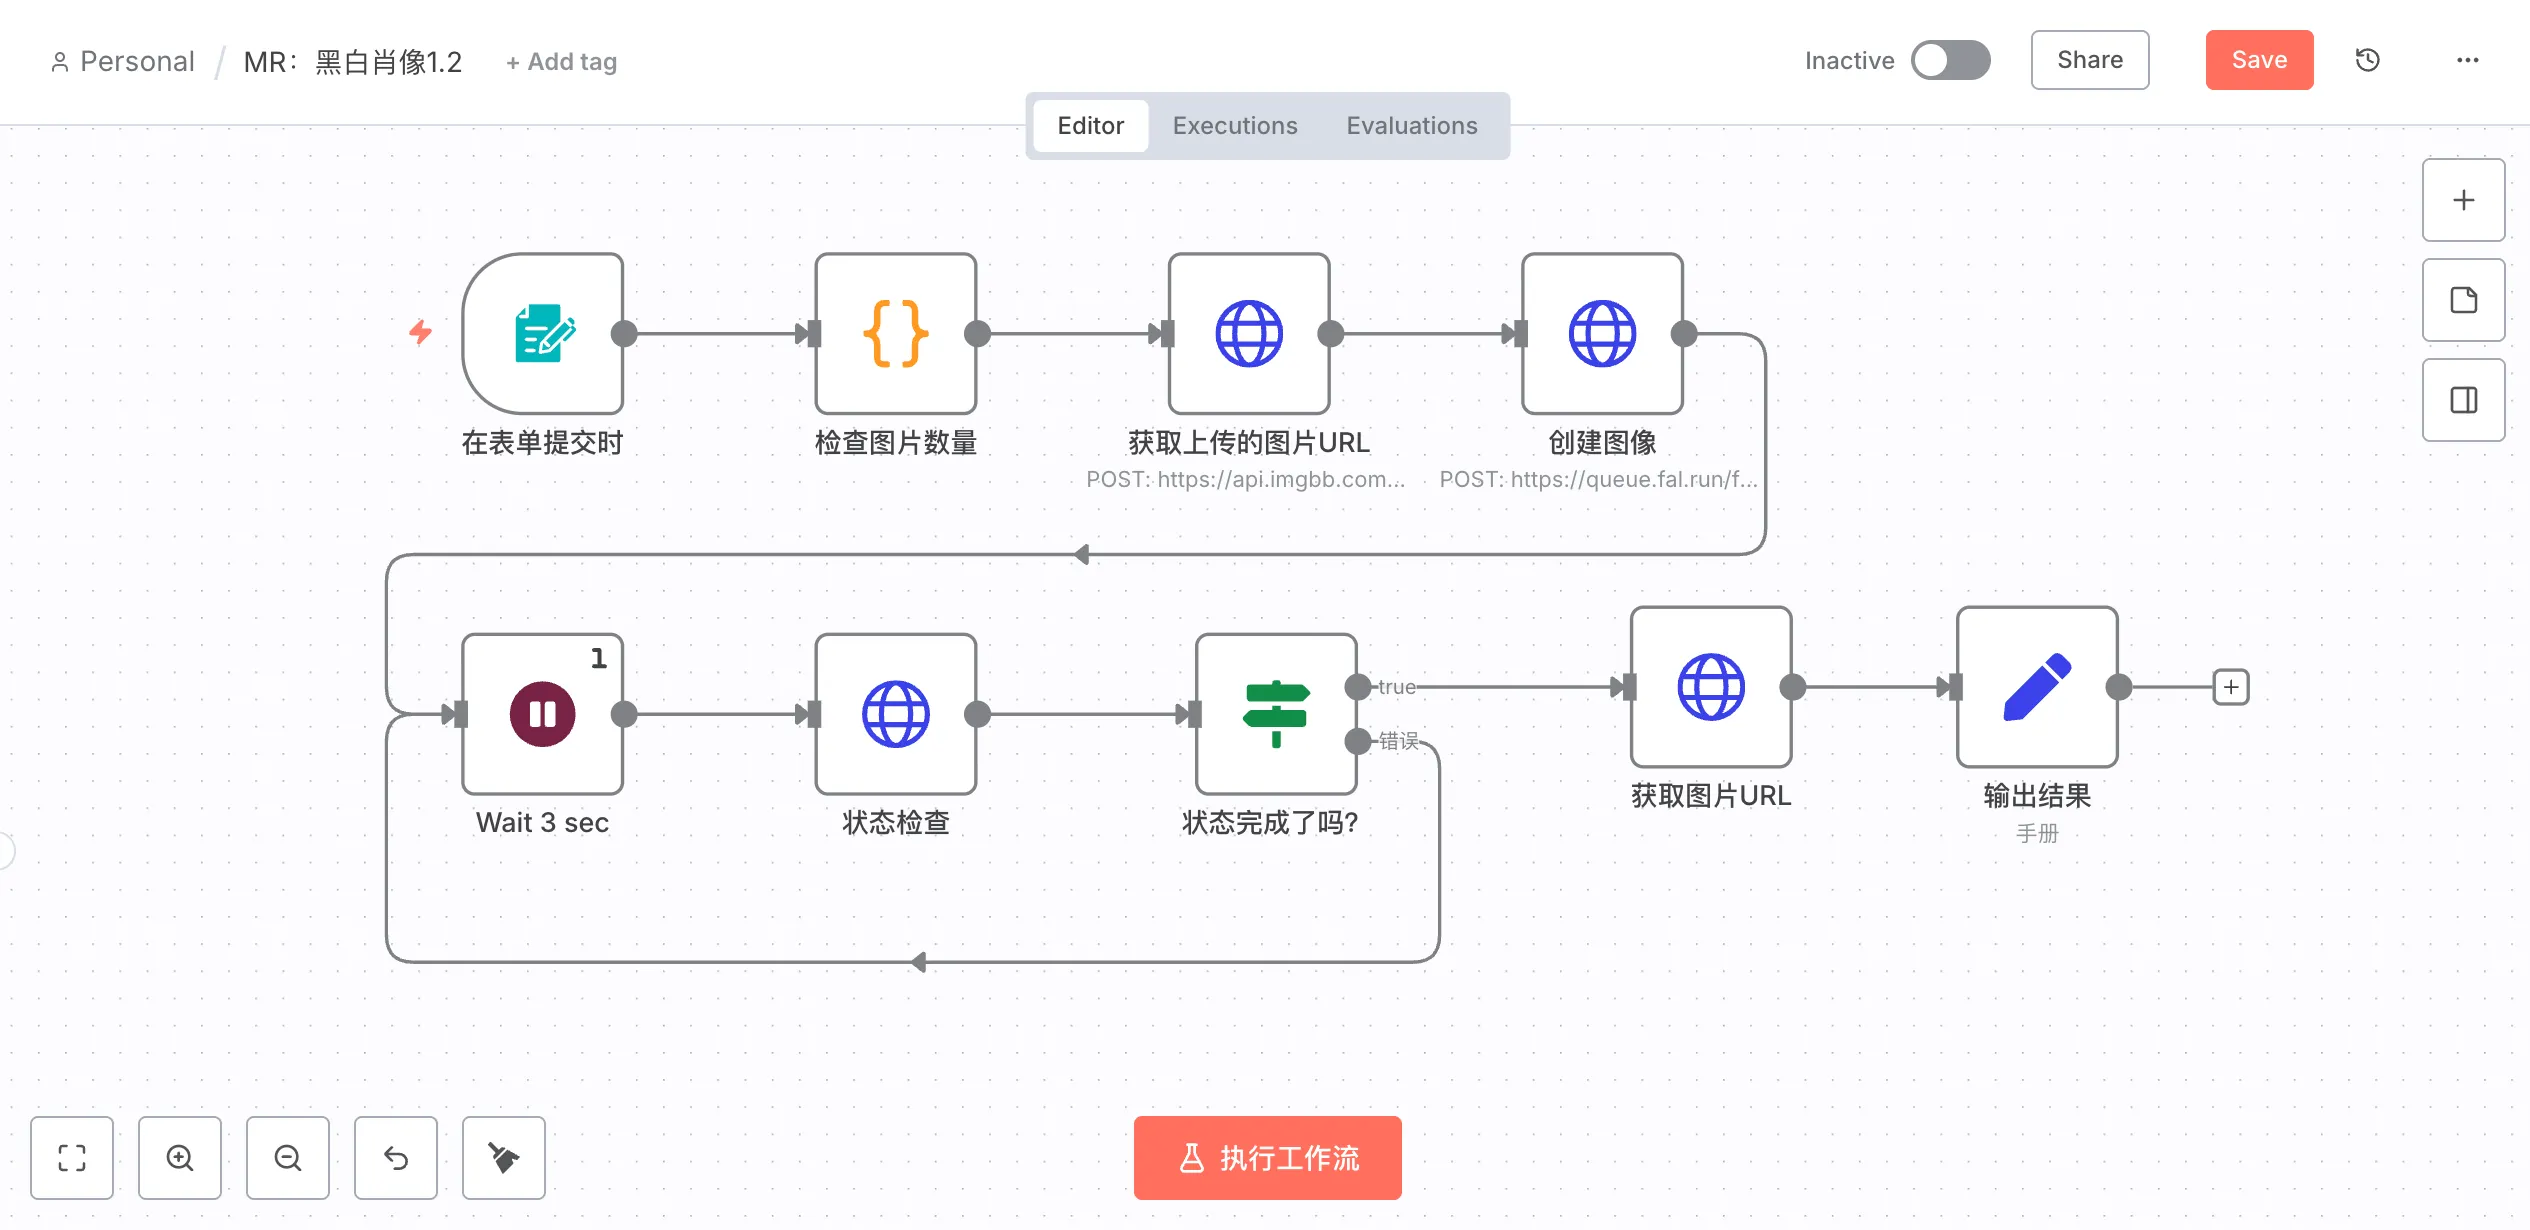 Personal / MR：黑白肖像1.2 + Add tag
Inactive Share Save
Editor Executions Evaluations
在表单提交时
检查图片数量
获取上传的图片URL
POST: https://api.imgbb.com...
创建图像
POST: https://queue.fal.run/f...
1
Wait 3 sec
状态检查
状态完成了吗?
true
错误
获取图片URL
输出结果
手册
执行工作流